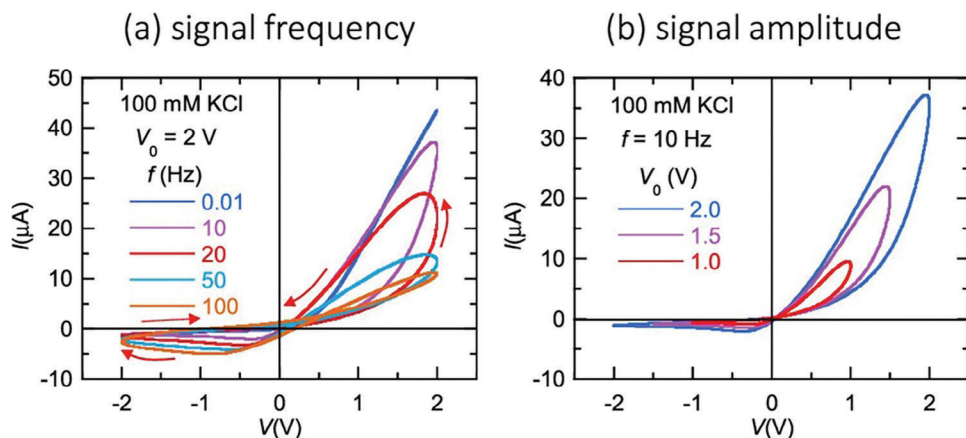 (a) signal frequency
50
40
30
20
10
0
-10
I(μA)
100 mM KCl
V0 = 2 V
f (Hz)
0.01
10
20
50
100
-2 -1 0 1 2
V(V)
(b) signal amplitude
40
30
20
10
0
-10
I(μA)
100 mM KCl
f = 10 Hz
V0 (V)
2.0
1.5
1.0
-2 -1 0 1 2
V(V)